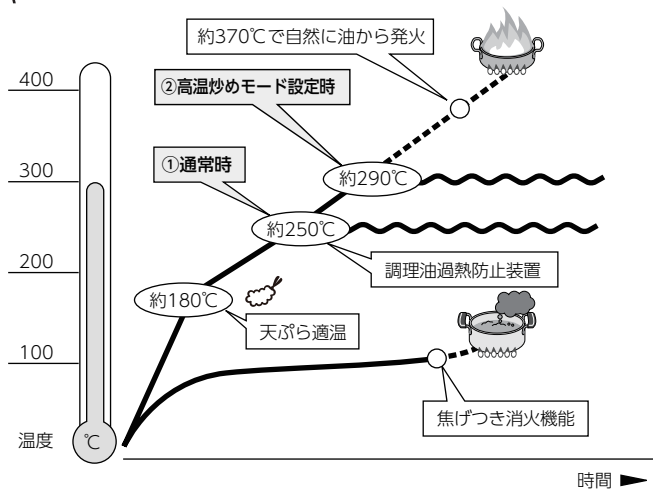 約370℃で自然に油から発火
400
②高温炒めモード設定時
300
①通常時
約290℃
約250℃
200
調理油過熱防止装置
約180℃
天ぷら適温
100
焦げつき消火機能
温度
℃
時間